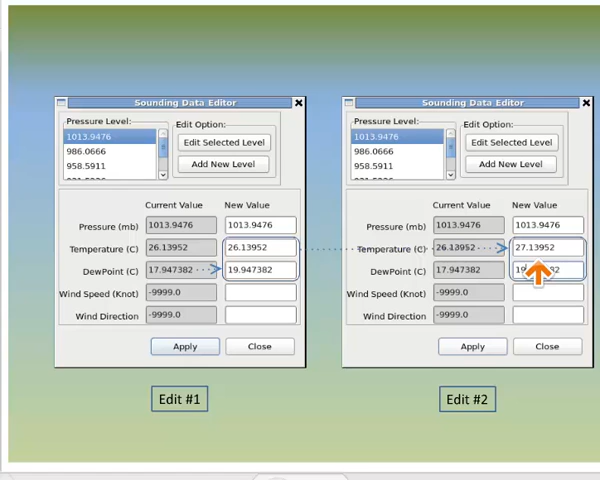 Sounding Data Editor
Pressure Level:
1013.9476
986.0666
958.5911
Edit Option:
Edit Selected Level
Add New Level
Current Value New Value
Pressure (mb) 1013.9476 1013.9476
Temperature (C) 26.13952 26.13952
DewPoint (C) 17.947382 19.947382
Wind Speed (Knot) -9999.0
Wind Direction -9999.0
Apply Close
Edit #1
Sounding Data Editor
Pressure Level:
1013.9476
986.0666
958.5911
Edit Option:
Edit Selected Level
Add New Level
Current Value New Value
Pressure (mb) 1013.9476 1013.9476
Temperature (C) 26.13952 27.13952
DewPoint (C) 17.947382
Wind Speed (Knot) -9999.0
Wind Direction -9999.0
Apply Close
Edit #2